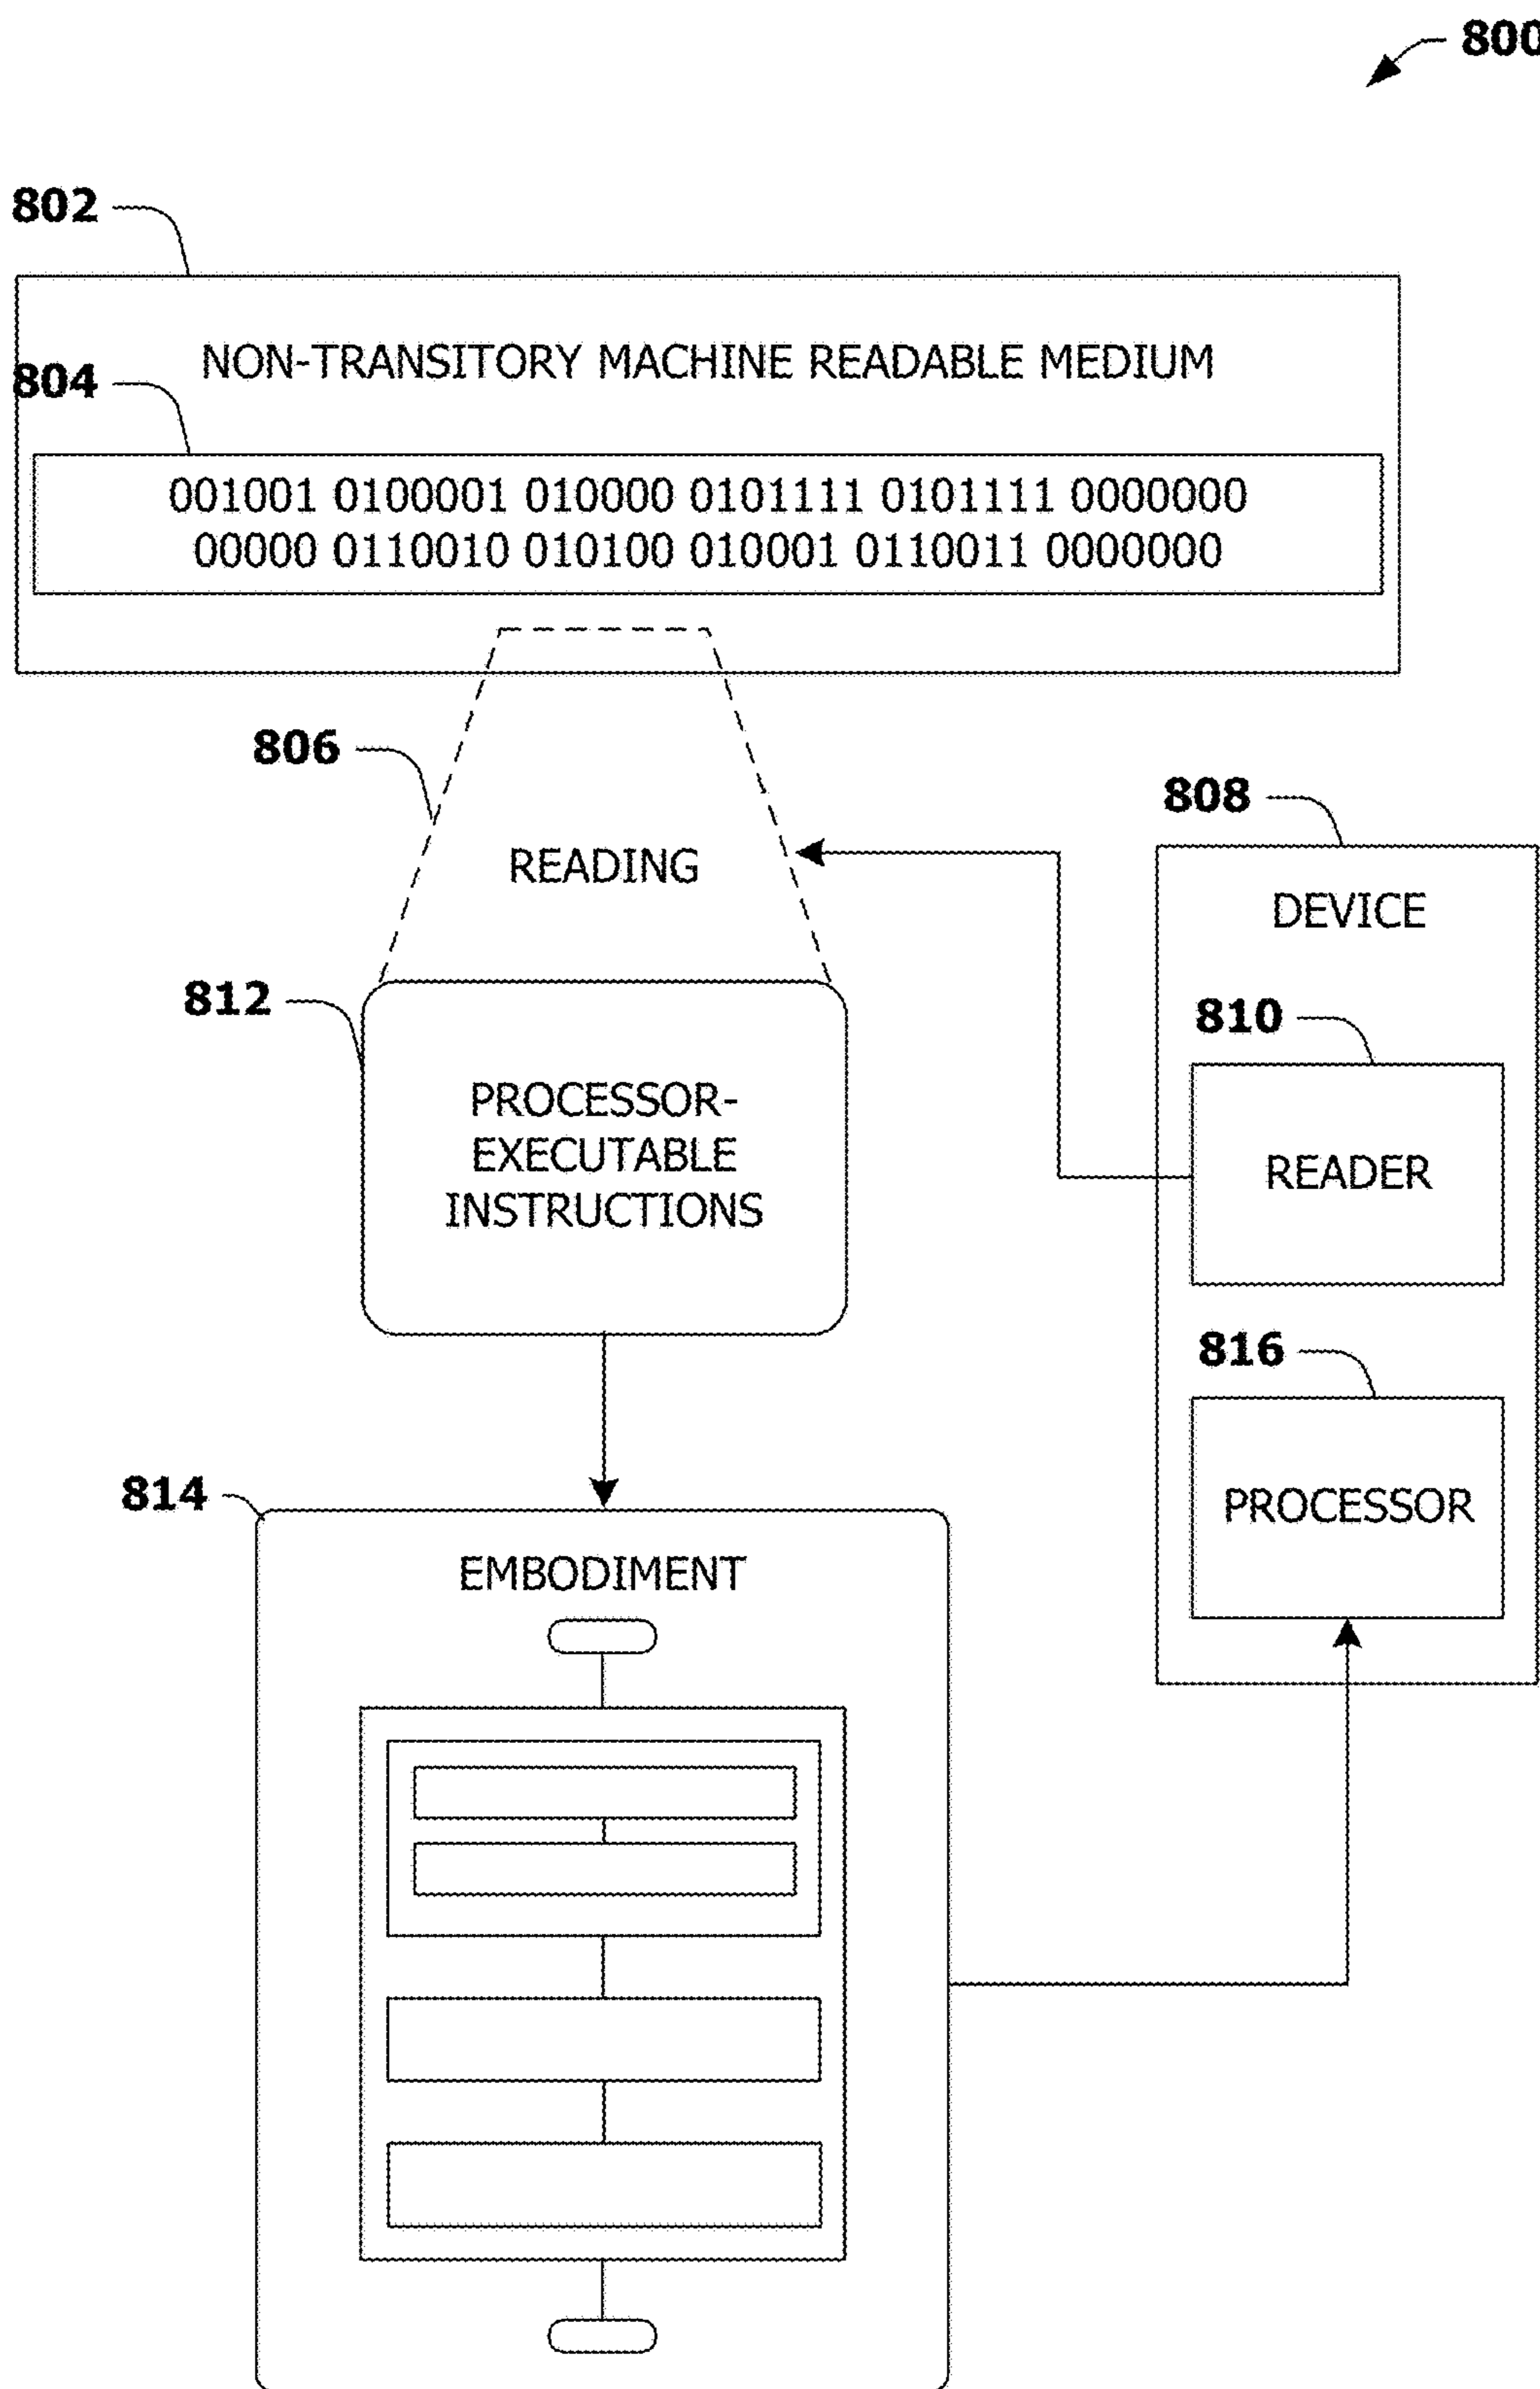 800
802
NON-TRANSITORY MACHINE READABLE MEDIUM
804
001001 0100001 010000 0101111 0101111 0000000
00000 0110010 010100 010001 0110011 0000000
806
READING
808
DEVICE
812
PROCESSOR-
EXECUTABLE
INSTRUCTIONS
810
READER
816
PROCESSOR
814
EMBODIMENT